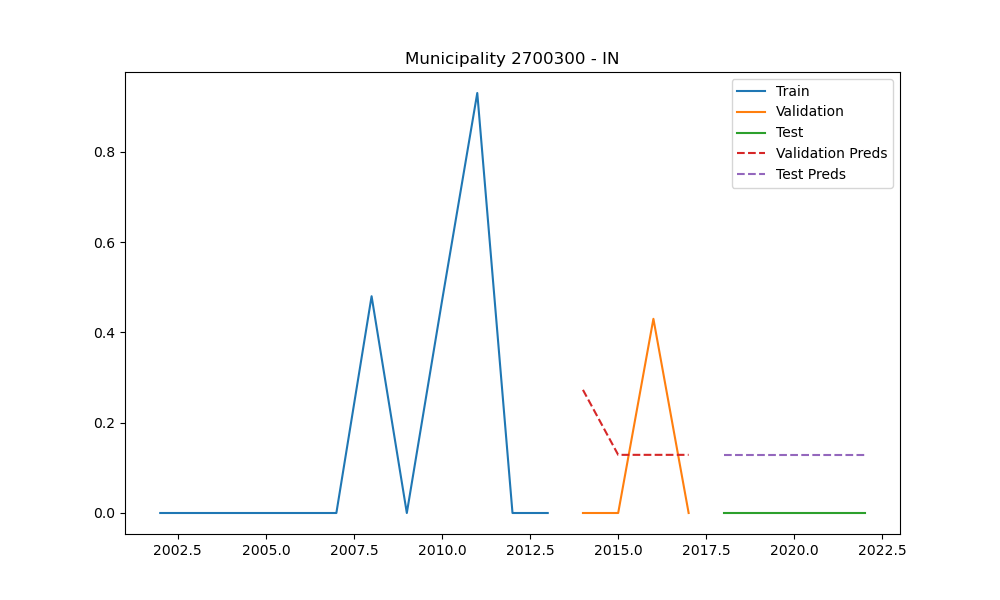 Municipality 2700300 - IN
Train
Validation
Test
Validation Preds
Test Preds
0.8
0.6
0.4
0.2
0.0
2002.5 2005.0 2007.5 2010.0 2012.5 2015.0 2017.5 2020.0 2022.5